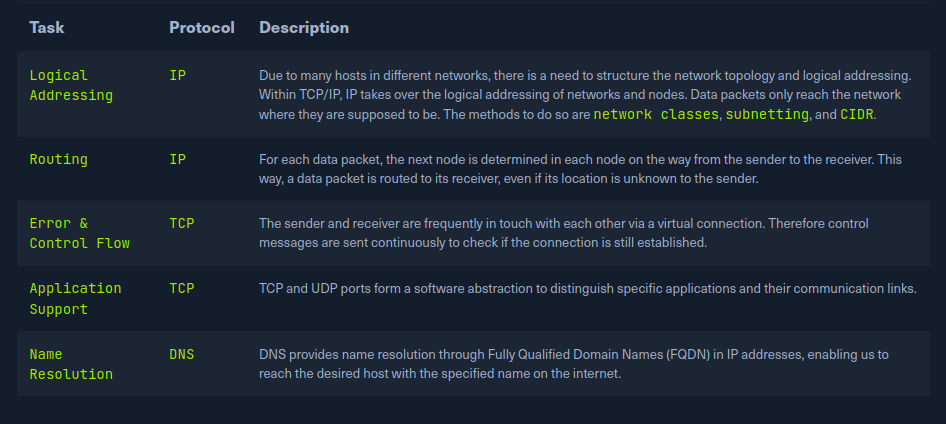 Task Protocol Description
Logical Addressing IP Due to many hosts in different networks, there is a need to structure the network topology and logical addressing.
Within TCP/IP, IP takes over the logical addressing of networks and nodes. Data packets only reach the network
where they are supposed to be. The methods to do so are network classes, subnetting, and CIDR.
Routing IP For each data packet, the next node is determined in each node on the way from the sender to the receiver. This
way, a data packet is routed to its receiver, even if its location is unknown to the sender.
Error & Control Flow TCP The sender and receiver are frequently in touch with each other via a virtual connection. Therefore control
messages are sent continuously to check if the connection is still established.
Application Support TCP TCP and UDP ports form a software abstraction to distinguish specific applications and their communication links.
Name Resolution DNS DNS provides name resolution through Fully Qualified Domain Names (FQDN) in IP addresses, enabling us to
reach the desired host with the specified name on the internet.